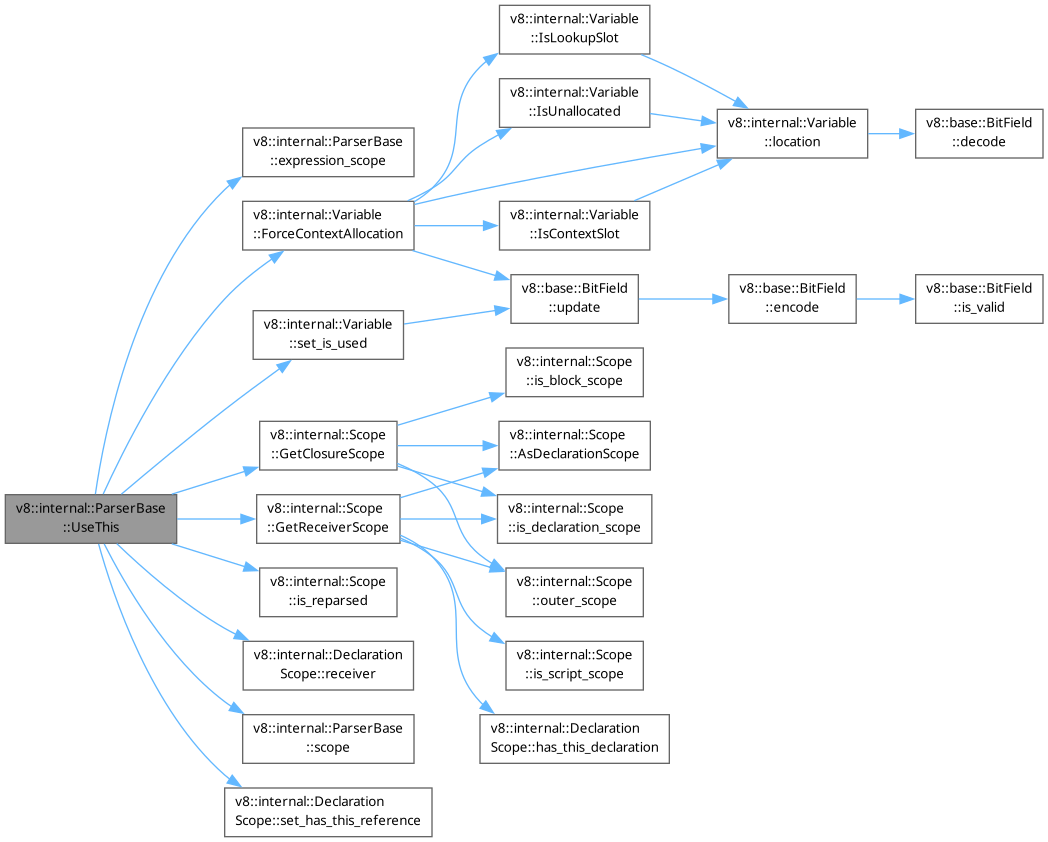 v8::internal::ParserBase
::UseThis
v8::internal::ParserBase
::expression_scope
v8::internal::Variable
::ForceContextAllocation
v8::internal::Variable
::IsLookupSlot
v8::internal::Variable
::IsUnallocated
v8::internal::Variable
::location
v8::base::BitField
::decode
v8::internal::Variable
::IsContextSlot
v8::base::BitField
::update
v8::base::BitField
::encode
v8::base::BitField
::is_valid
v8::internal::Variable
::set_is_used
v8::internal::Scope
::GetClosureScope
v8::internal::Scope
::is_block_scope
v8::internal::Scope
::AsDeclarationScope
v8::internal::Scope
::is_declaration_scope
v8::internal::Scope
::outer_scope
v8::internal::Scope
::GetReceiverScope
v8::internal::Scope
::is_script_scope
v8::internal::Declaration
Scope::has_this_declaration
v8::internal::Scope
::is_reparsed
v8::internal::Declaration
Scope::receiver
v8::internal::ParserBase
::scope
v8::internal::Declaration
Scope::set_has_this_reference